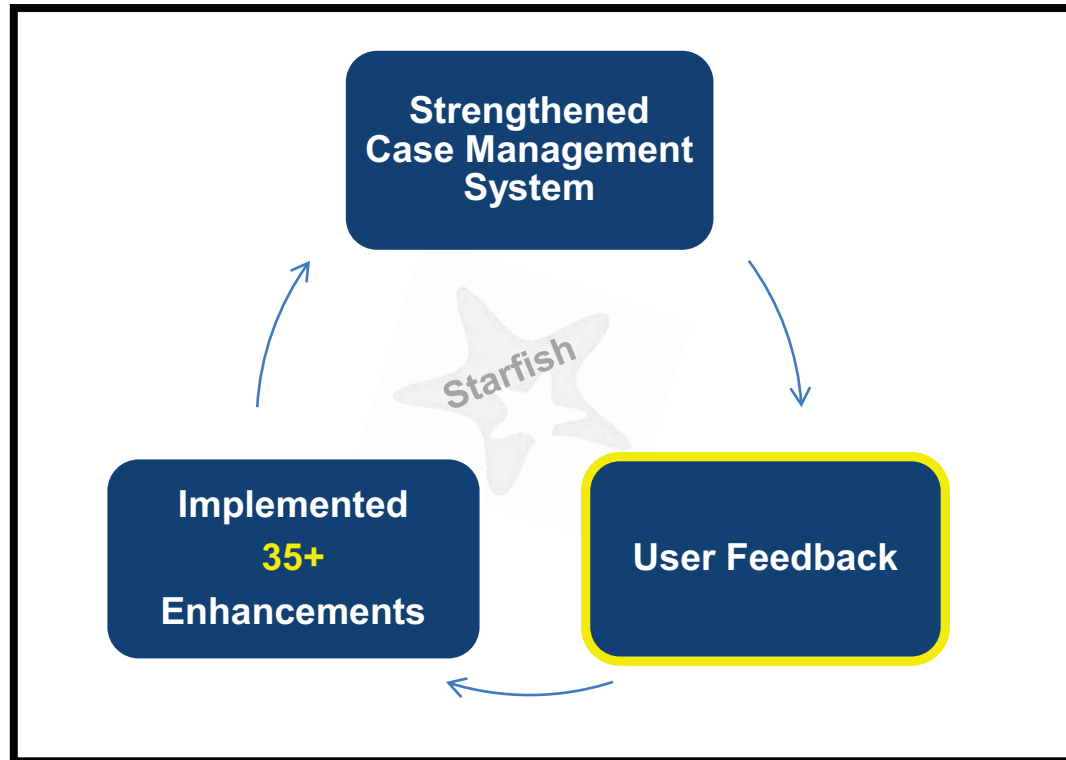 Strengthened
Case Management
System
Starfish
Implemented
35+
Enhancements
User Feedback